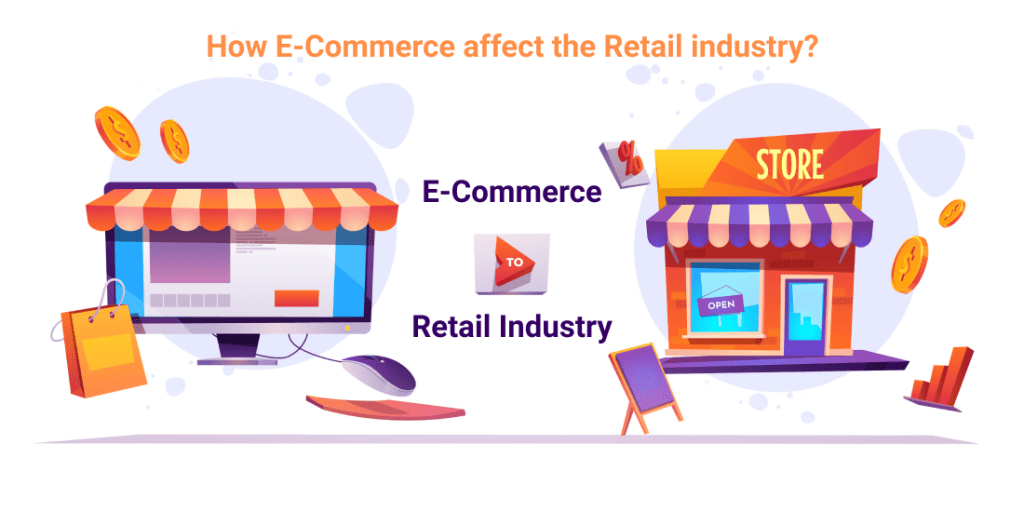 How E-Commerce affect the Retail industry?
%
STORE
E-Commerce
TO
OPEN
Retail Industry